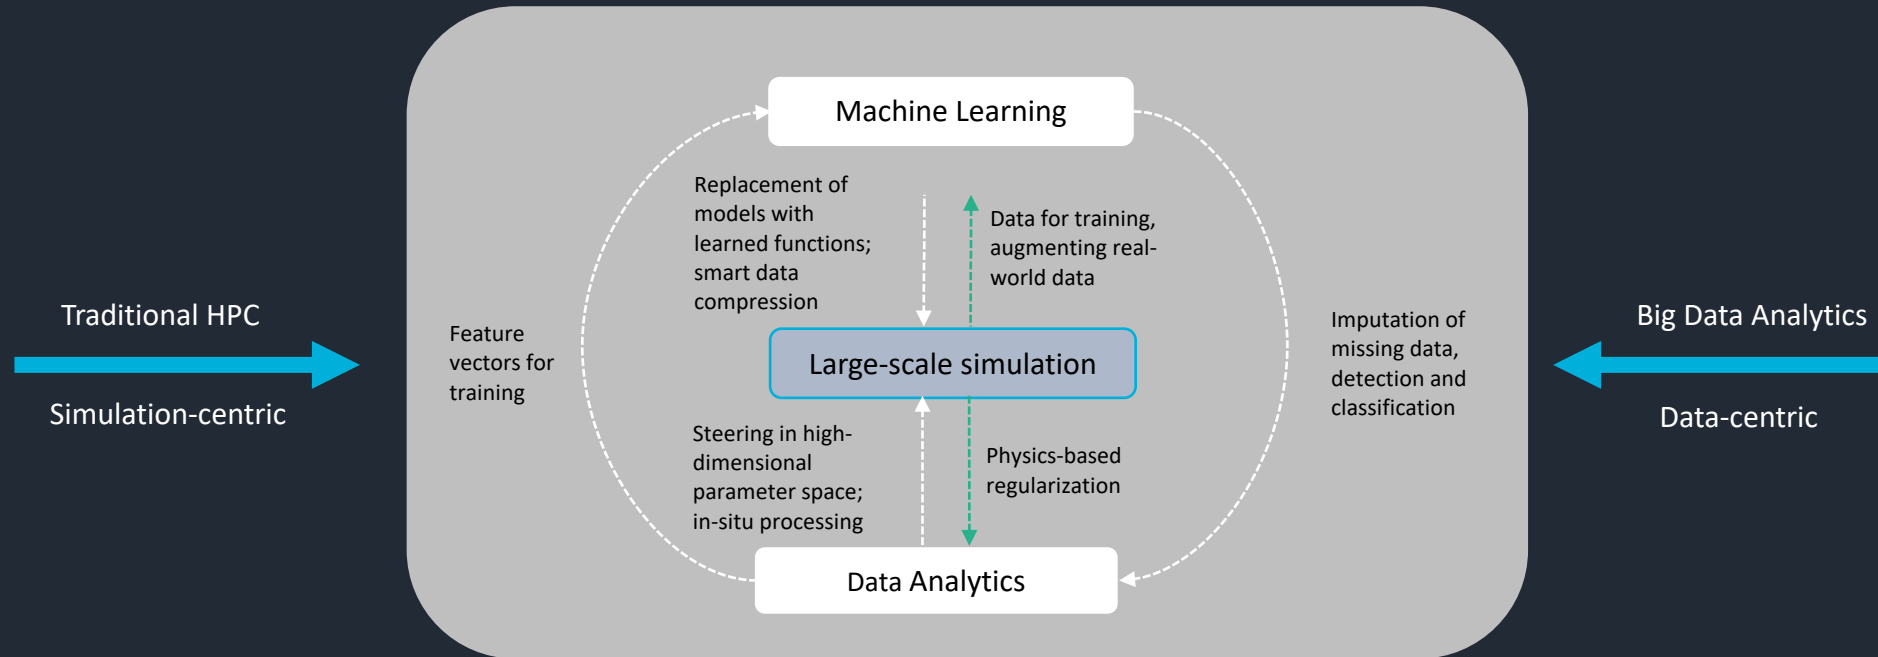 Machine Learning
Replacement of
models with
learned functions;
smart data
compression
Data for training,
augmenting real-
world data
Traditional HPC
Simulation-centric
Feature
vectors for
training
Large-scale simulation
Imputation of
missing data,
detection and
classification
Big Data Analytics
Data-centric
Steering in high-
dimensional
parameter space;
in-situ processing
Physics-based
regularization
Data Analytics